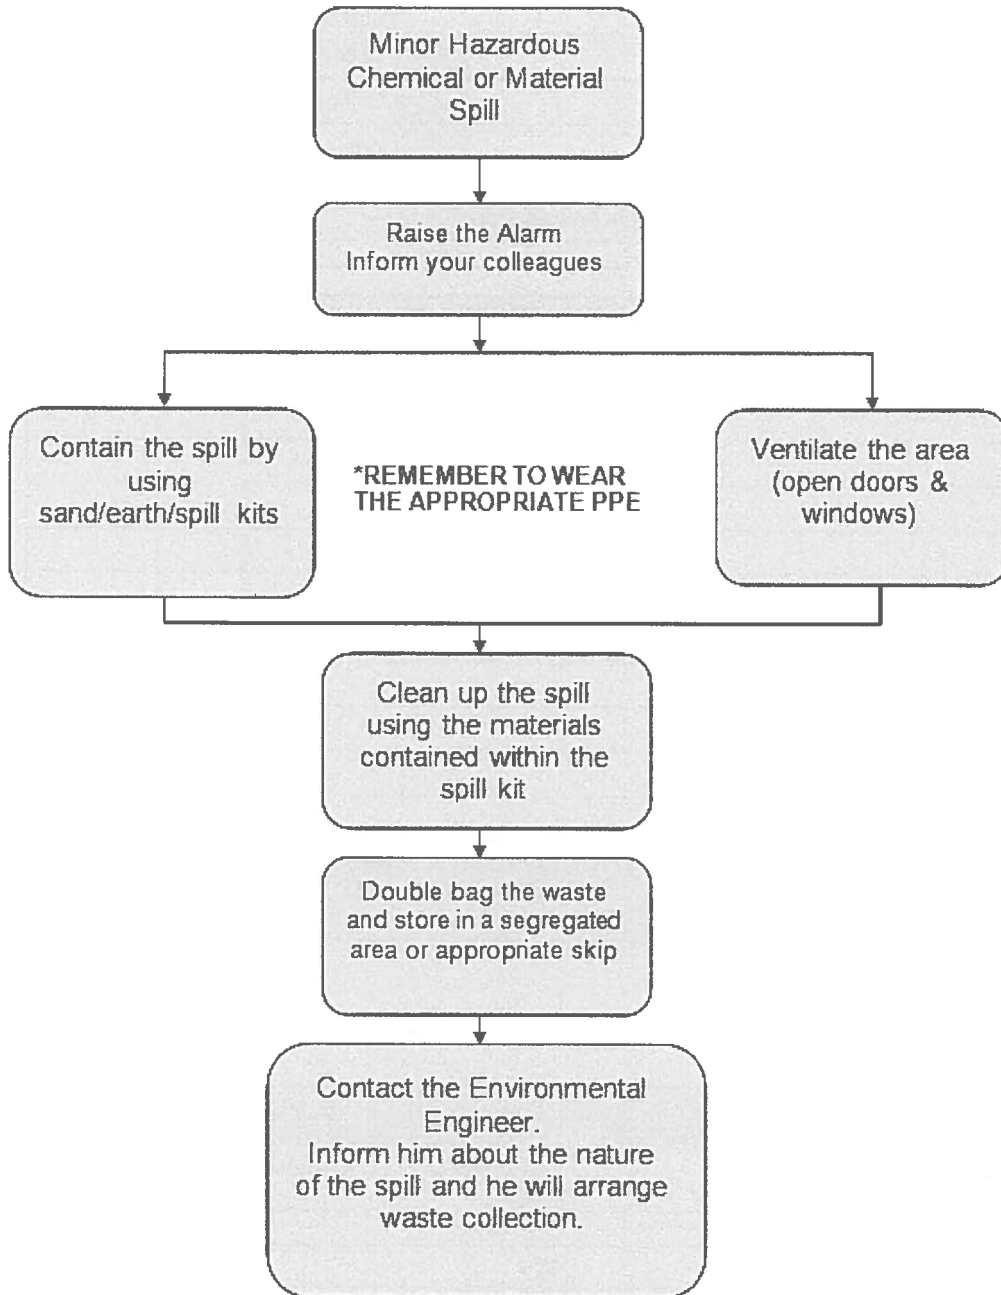 Minor Hazardous
Chemical or Material
Spill
Raise the Alarm
Inform your colleagues
Contain the spill by
using
sand/earth/spill kits
*REMEMBER TO WEAR
THE APPROPRIATE PPE
Ventilate the area
(open doors &
windows)
Clean up the spill
using the materials
contained within the
spill kit
Double bag the waste
and store in a segregated
area or appropriate skip
Contact the Environmental
Engineer.
Inform him about the nature
of the spill and he will arrange
waste collection.